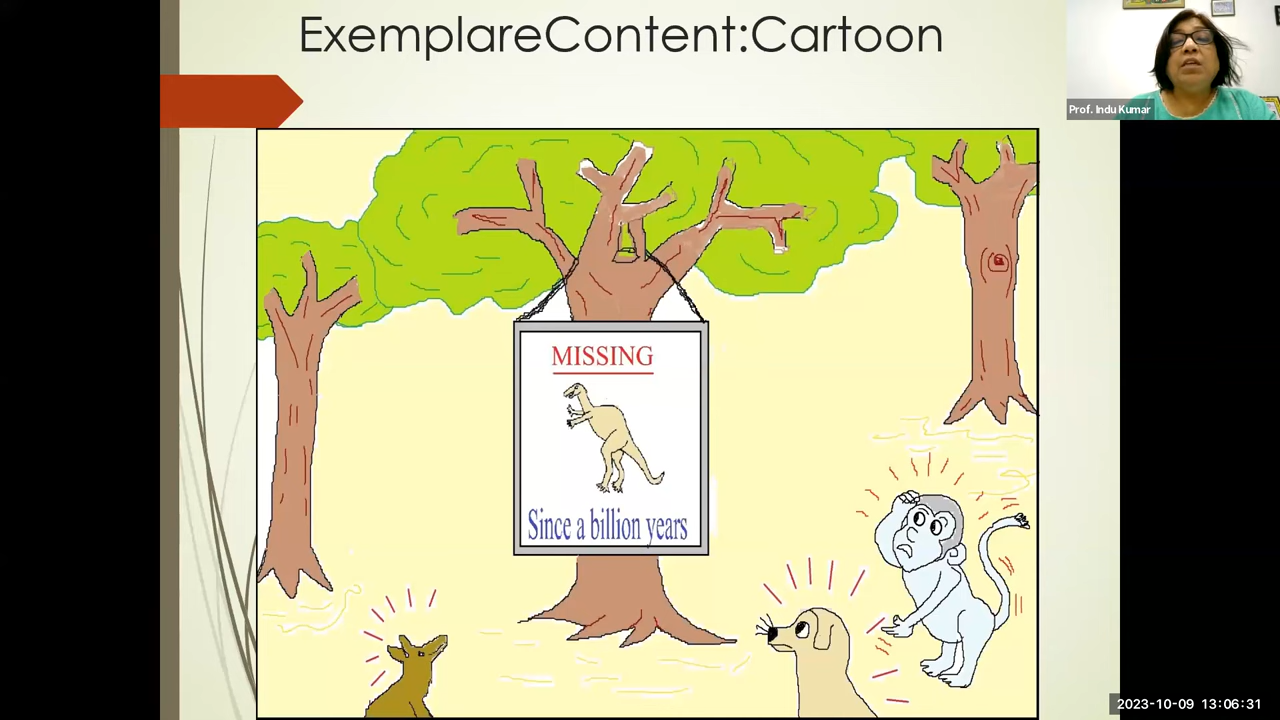 ExemplareContent:Cartoon
Prof. Indu Kumar
MISSING
Since a billion years
2023-10-09 13:06:31